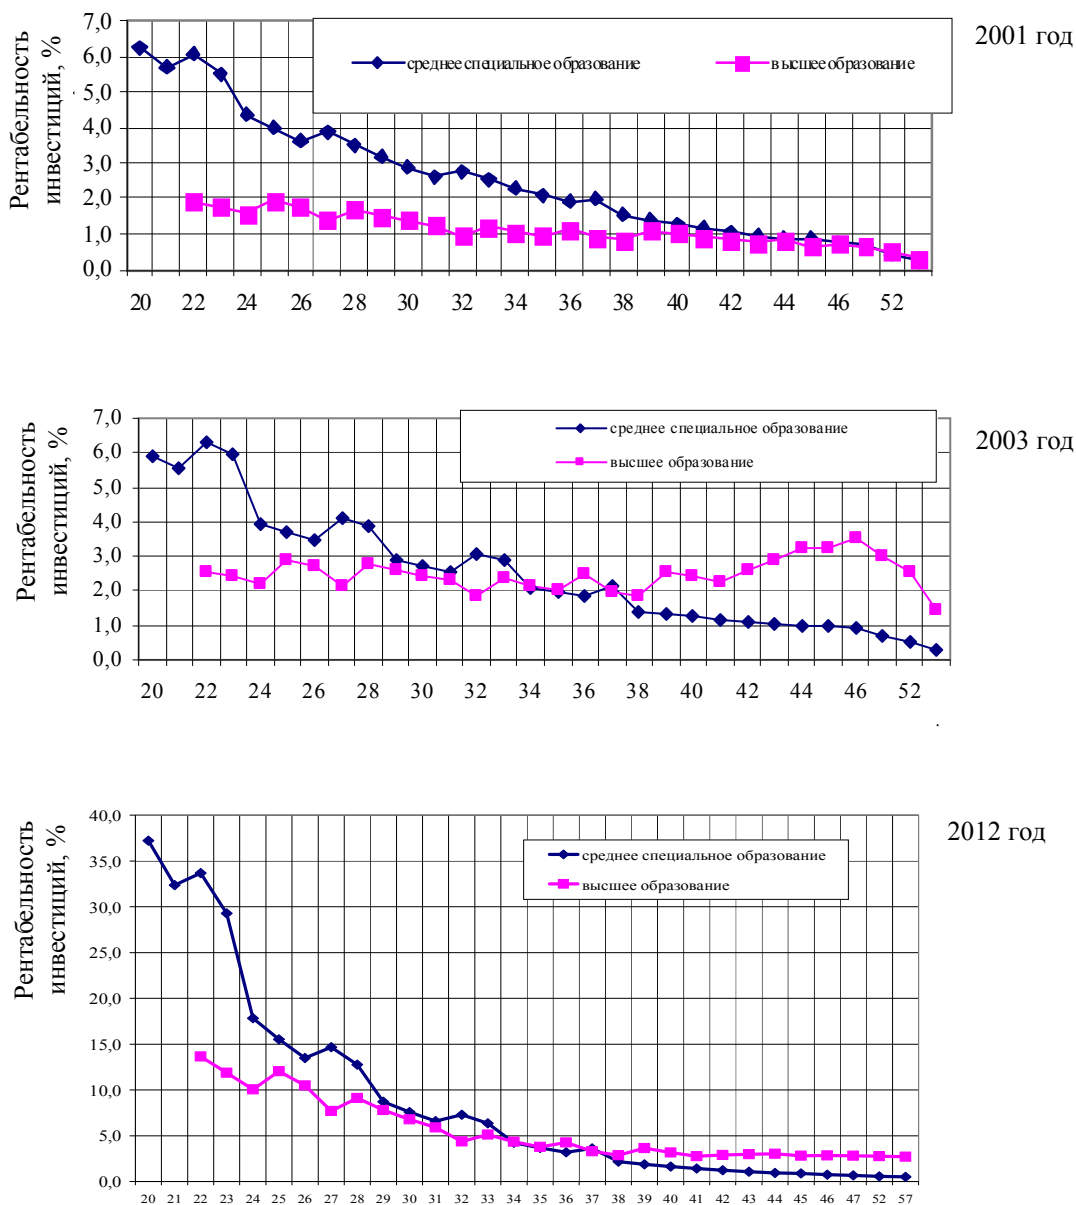 2001 год
Рентабельность
инвестиций, %
7,0
6,0
5,0
4,0
3,0
2,0
1,0
0,0
среднее специальное образование
высшее образование
20 22 24 26 28 30 32 34 36 38 40 42 44 46 52
2003 год
Рентабельность
инвестиций, %
7,0
6,0
5,0
4,0
3,0
2,0
1,0
0,0
среднее специальное образование
высшее образование
20 22 24 26 28 30 32 34 36 38 40 42 44 46 52
2012 год
Рентабельность
инвестиций, %
40,0
35,0
30,0
25,0
20,0
15,0
10,0
5,0
0,0
среднее специальное образование
высшее образование
20 21 22 23 24 25 26 27 28 29 30 31 32 33 34 35 36 37 38 39 40 41 42 43 44 45 46 47 52 57